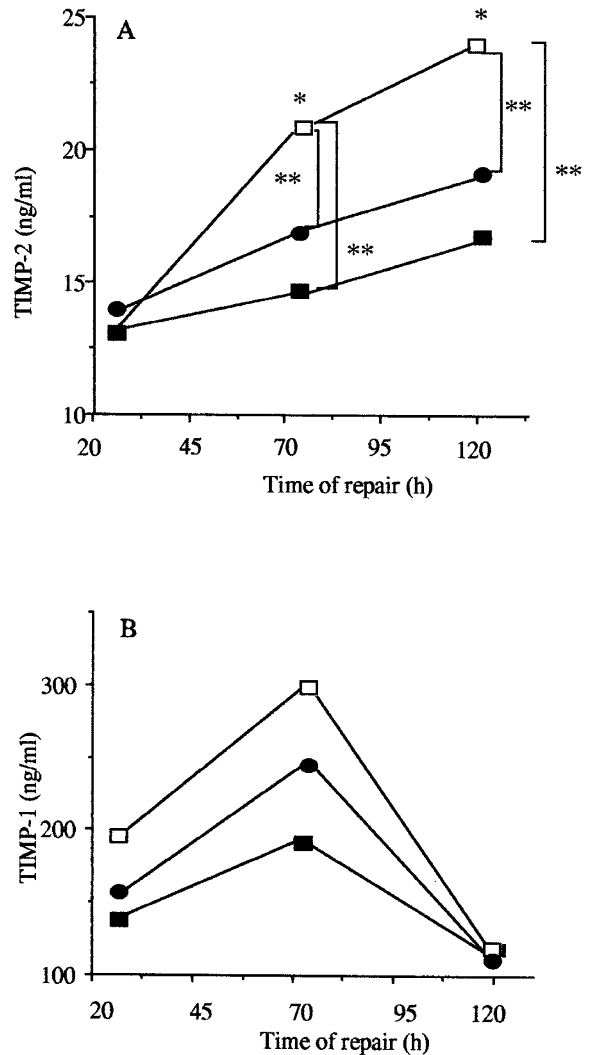 A
25
20
15
10
TIMP-2 (ng/ml)
*
*
**
**
**
**
20 45 70 95 120
Time of repair (h)
B
300
200
100
TIMP-1 (ng/ml)
20 45 70 95 120
Time of repair (h)